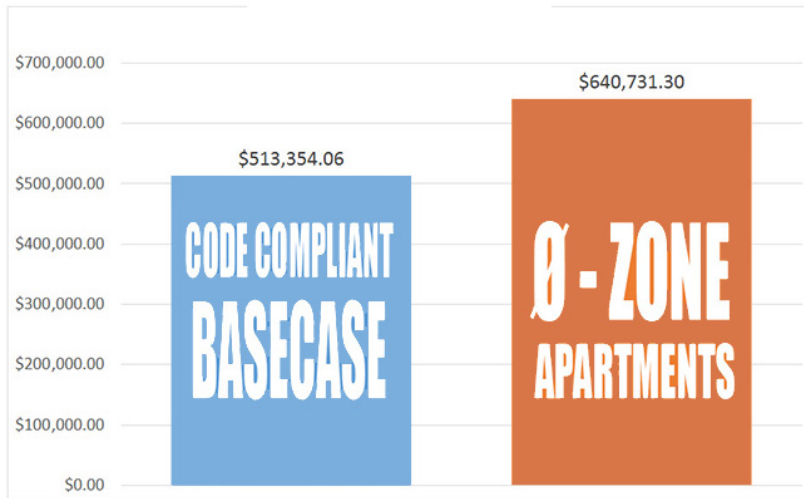 $700,000.00
$640,731.30
$600,000.00
$513,354.06
$500,000.00
CODE COMPLIANT
BASECASE
Ø - ZONE
APARTMENTS
$400,000.00
$300,000.00
$200,000.00
$100,000.00
$0.00